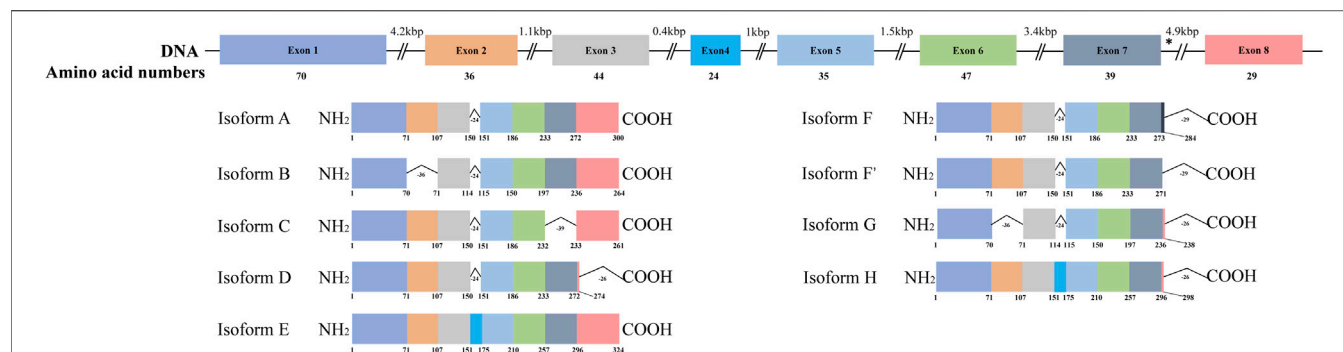 4.2kbp 1.1kbp 0.4kbp 1kbp 1.5kbp 3.4kbp * 4.9kbp
DNA Exon 1 Exon 2 Exon 3 Exon4 Exon 5 Exon 6 Exon 7 Exon 8
Amino acid numbers 70 36 44 24 35 47 39 29
Isoform A NH2 -24 COOH
1 71 107 150 151 186 233 272 300
Isoform B NH2 -36 -24 COOH
1 70 71 114 115 150 197 236 264
Isoform C NH2 -24 -39 COOH
1 71 107 150 151 186 232 233 261
Isoform D NH2 -24 -26 COOH
1 71 107 150 151 186 233 272 274
Isoform E NH2 COOH
1 71 107 151 175 210 257 296 324
Isoform F NH2 -24 -29 COOH
1 71 107 150 151 186 233 273 284
Isoform F' NH2 -24 -29 COOH
1 71 107 150 151 186 233 271
Isoform G NH2 -36 -24 -26 COOH
1 70 71 114 115 150 197 236 238
Isoform H NH2 -26 COOH
1 71 107 151 175 210 257 296 298